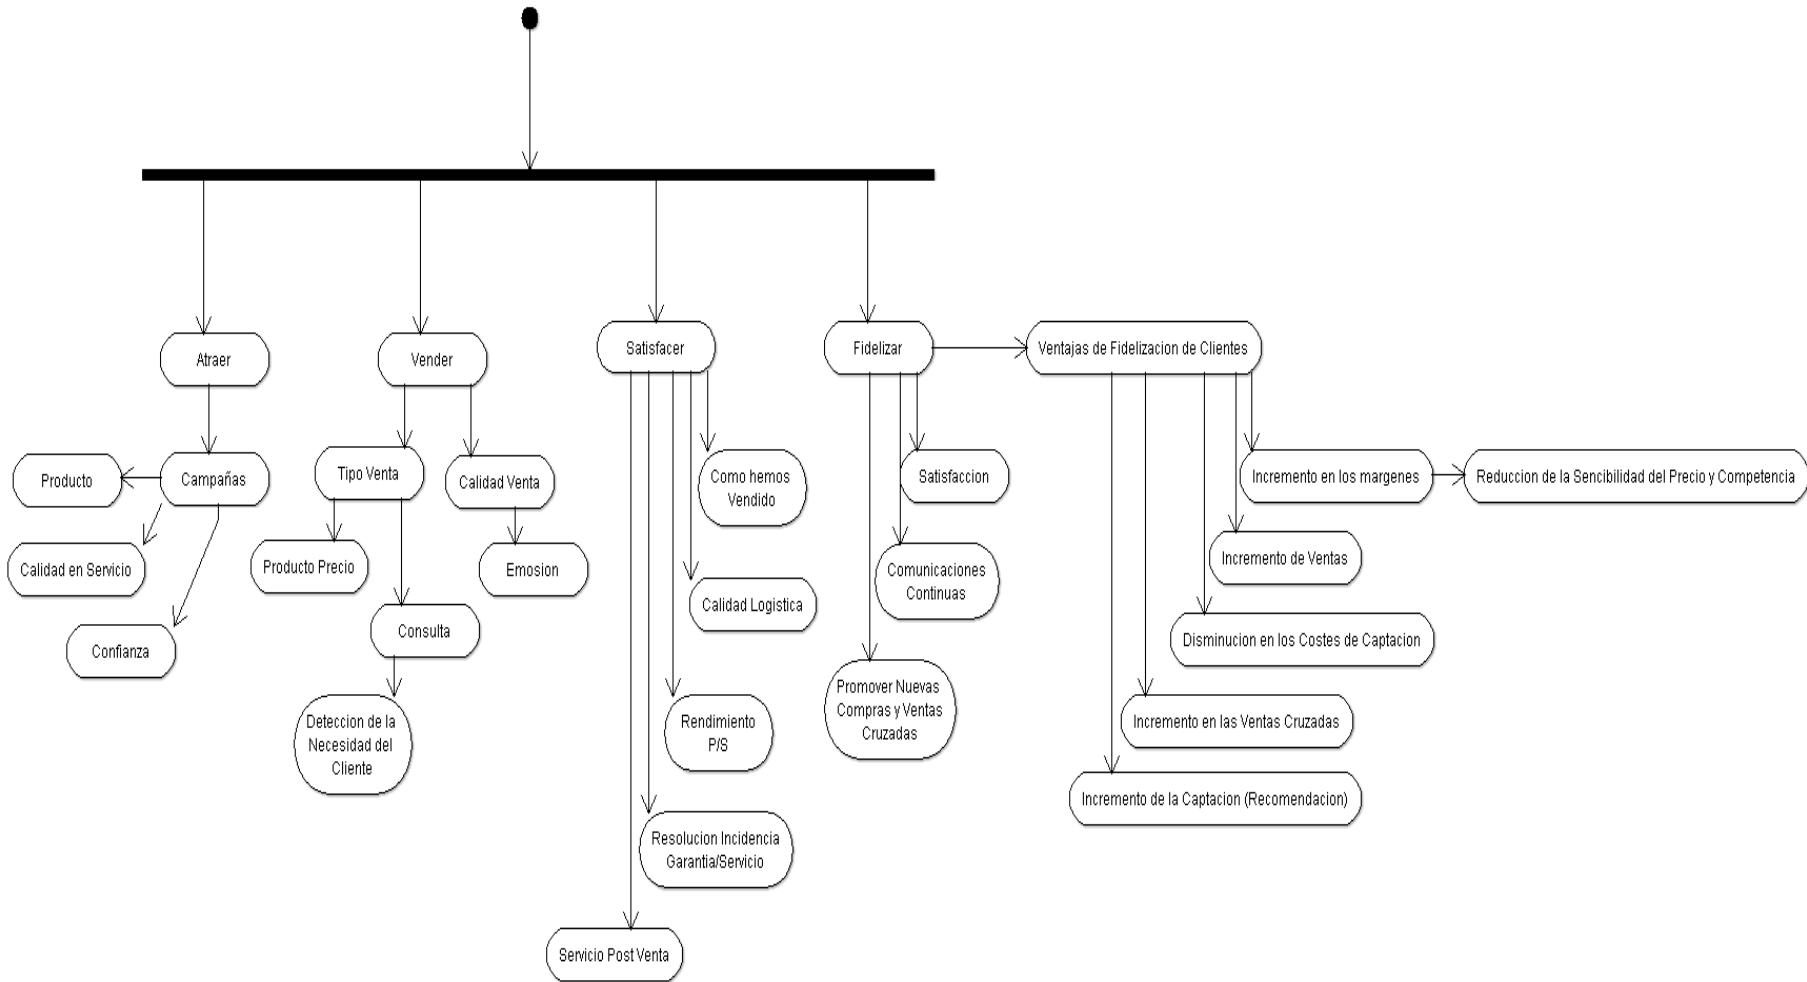 Atraer
Vender
Satisfacer
Fidelizar
Ventajas de Fidelizacion de Clientes
Producto
Campañas
Calidad en Servicio
Confianza
Tipo Venta
Calidad Venta
Producto Precio
Emosion
Consulta
Deteccion de la
Necesidad del
Cliente
Como hemos
Vendido
Calidad Logistica
Rendimiento
P/S
Resolucion Incidencia
Garantia/Servicio
Servicio Post Venta
Satisfaccion
Comunicaciones
Continuas
Promover Nuevas
Compras y Ventas
Cruzadas
Incremento en los margenes
Reduccion de la Sencibilidad del Precio y Competencia
Incremento de Ventas
Disminucion en los Costes de Captacion
Incremento en las Ventas Cruzadas
Incremento de la Captacion (Recomendacion)